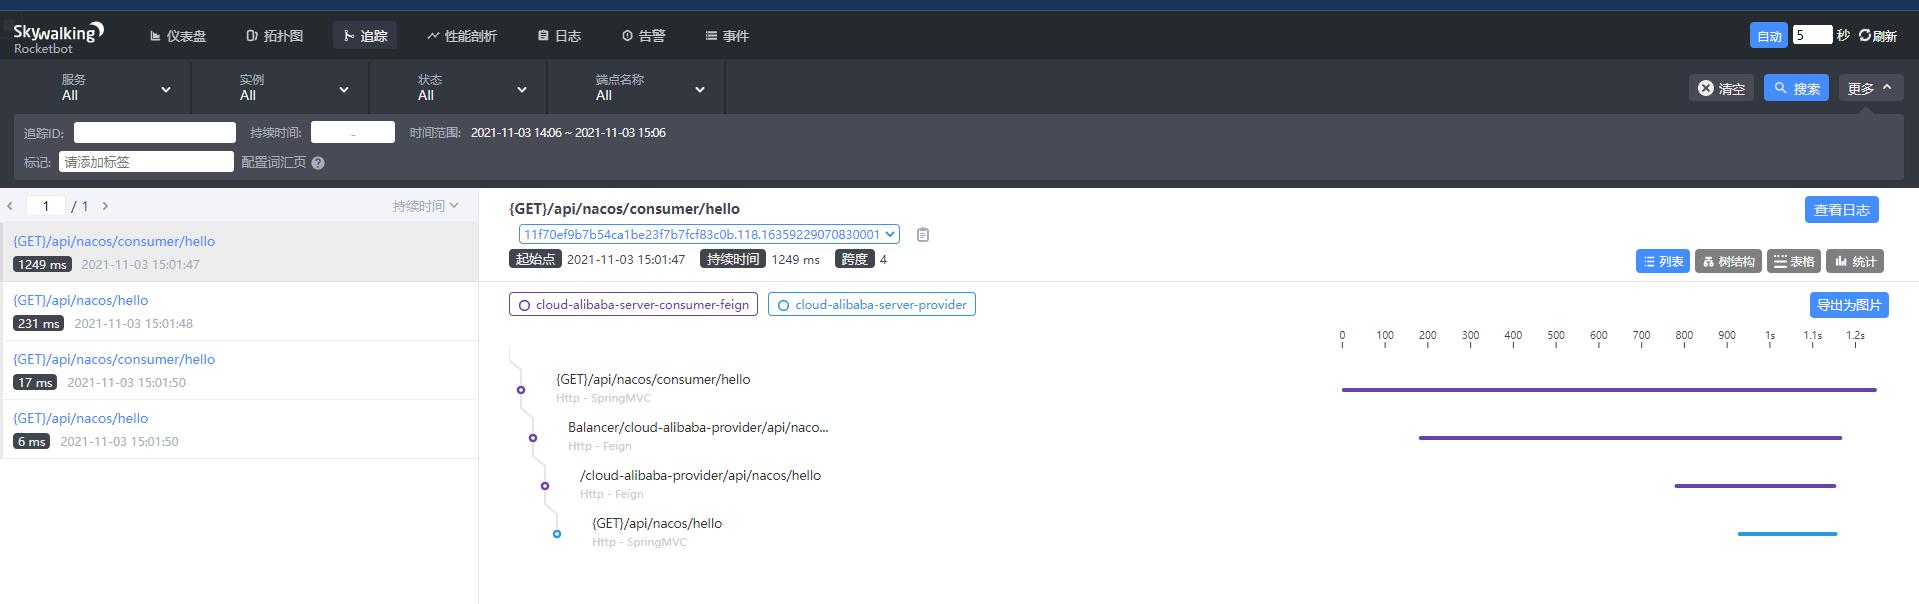 Skywalking
Rocketbot
仪表盘
拓扑图
追踪
性能剖析
日志
告警
事件
自动
5
秒
刷新
服务
All
实例
All
状态
All
端点名称
All
清空
搜索
更多
追踪ID:
持续时间:
-
时间范围:
2021-11-03 14:06 ~ 2021-11-03 15:06
标记:
请添加标签
配置词汇页
?
1
/ 1
持续时间
{GET}/api/nacos/consumer/hello
1249 ms 2021-11-03 15:01:47
{GET}/api/nacos/hello
231 ms 2021-11-03 15:01:48
{GET}/api/nacos/consumer/hello
17 ms 2021-11-03 15:01:50
{GET}/api/nacos/hello
6 ms 2021-11-03 15:01:50
{GET}/api/nacos/consumer/hello
查看日志
11f70ef9b7b54ca1be23f7b7fcf83c0b.118.16359229070830001
起始点 2021-11-03 15:01:47 持续时间 1249 ms 跨度 4
列表
树结构
表格
统计
cloud-alibaba-server-consumer-feign
cloud-alibaba-server-provider
导出为图片
0 100 200 300 400 500 600 700 800 900 1s 1.1s 1.2s
{GET}/api/nacos/consumer/hello
Http - SpringMVC
Balancer/cloud-alibaba-provider/api/naco...
Http - Feign
/cloud-alibaba-provider/api/nacos/hello
Http - Feign
{GET}/api/nacos/hello
Http - SpringMVC